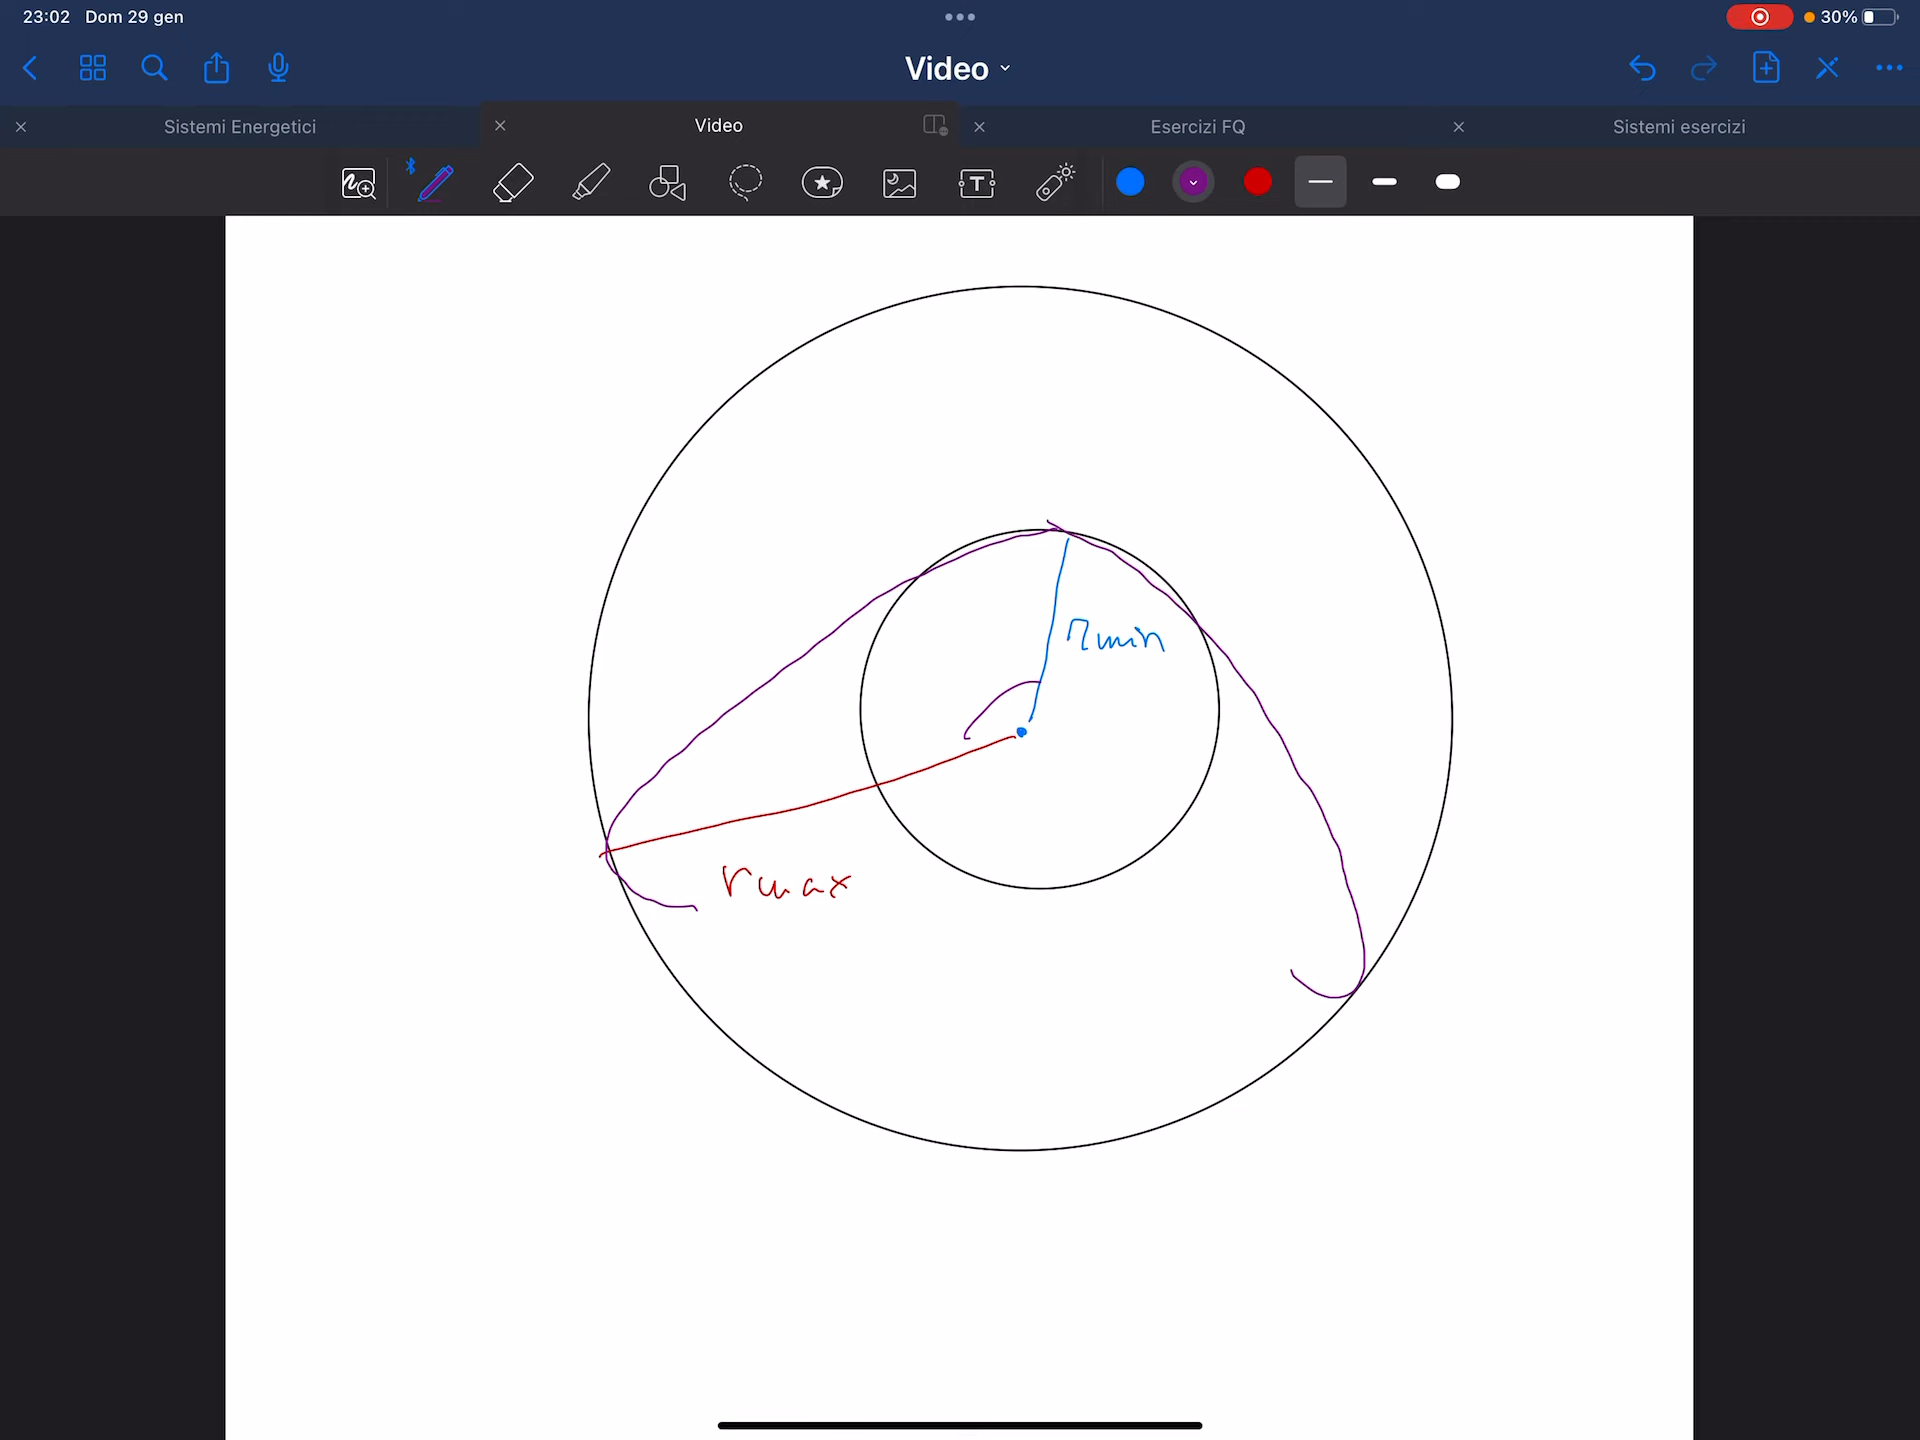 23:02 Dom 29 gen
30%
Video
Sistemi Energetici
Video
Esercizi FQ
Sistemi esercizi
T
rmin
rmax